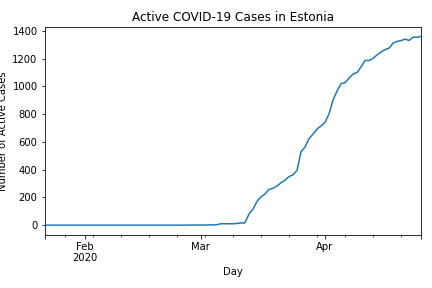 Active COVID-19 Cases in Estonia
Number of Active Cases
1400
1200
1000
800
600
400
200
0
Feb
2020
Mar
Apr
Day